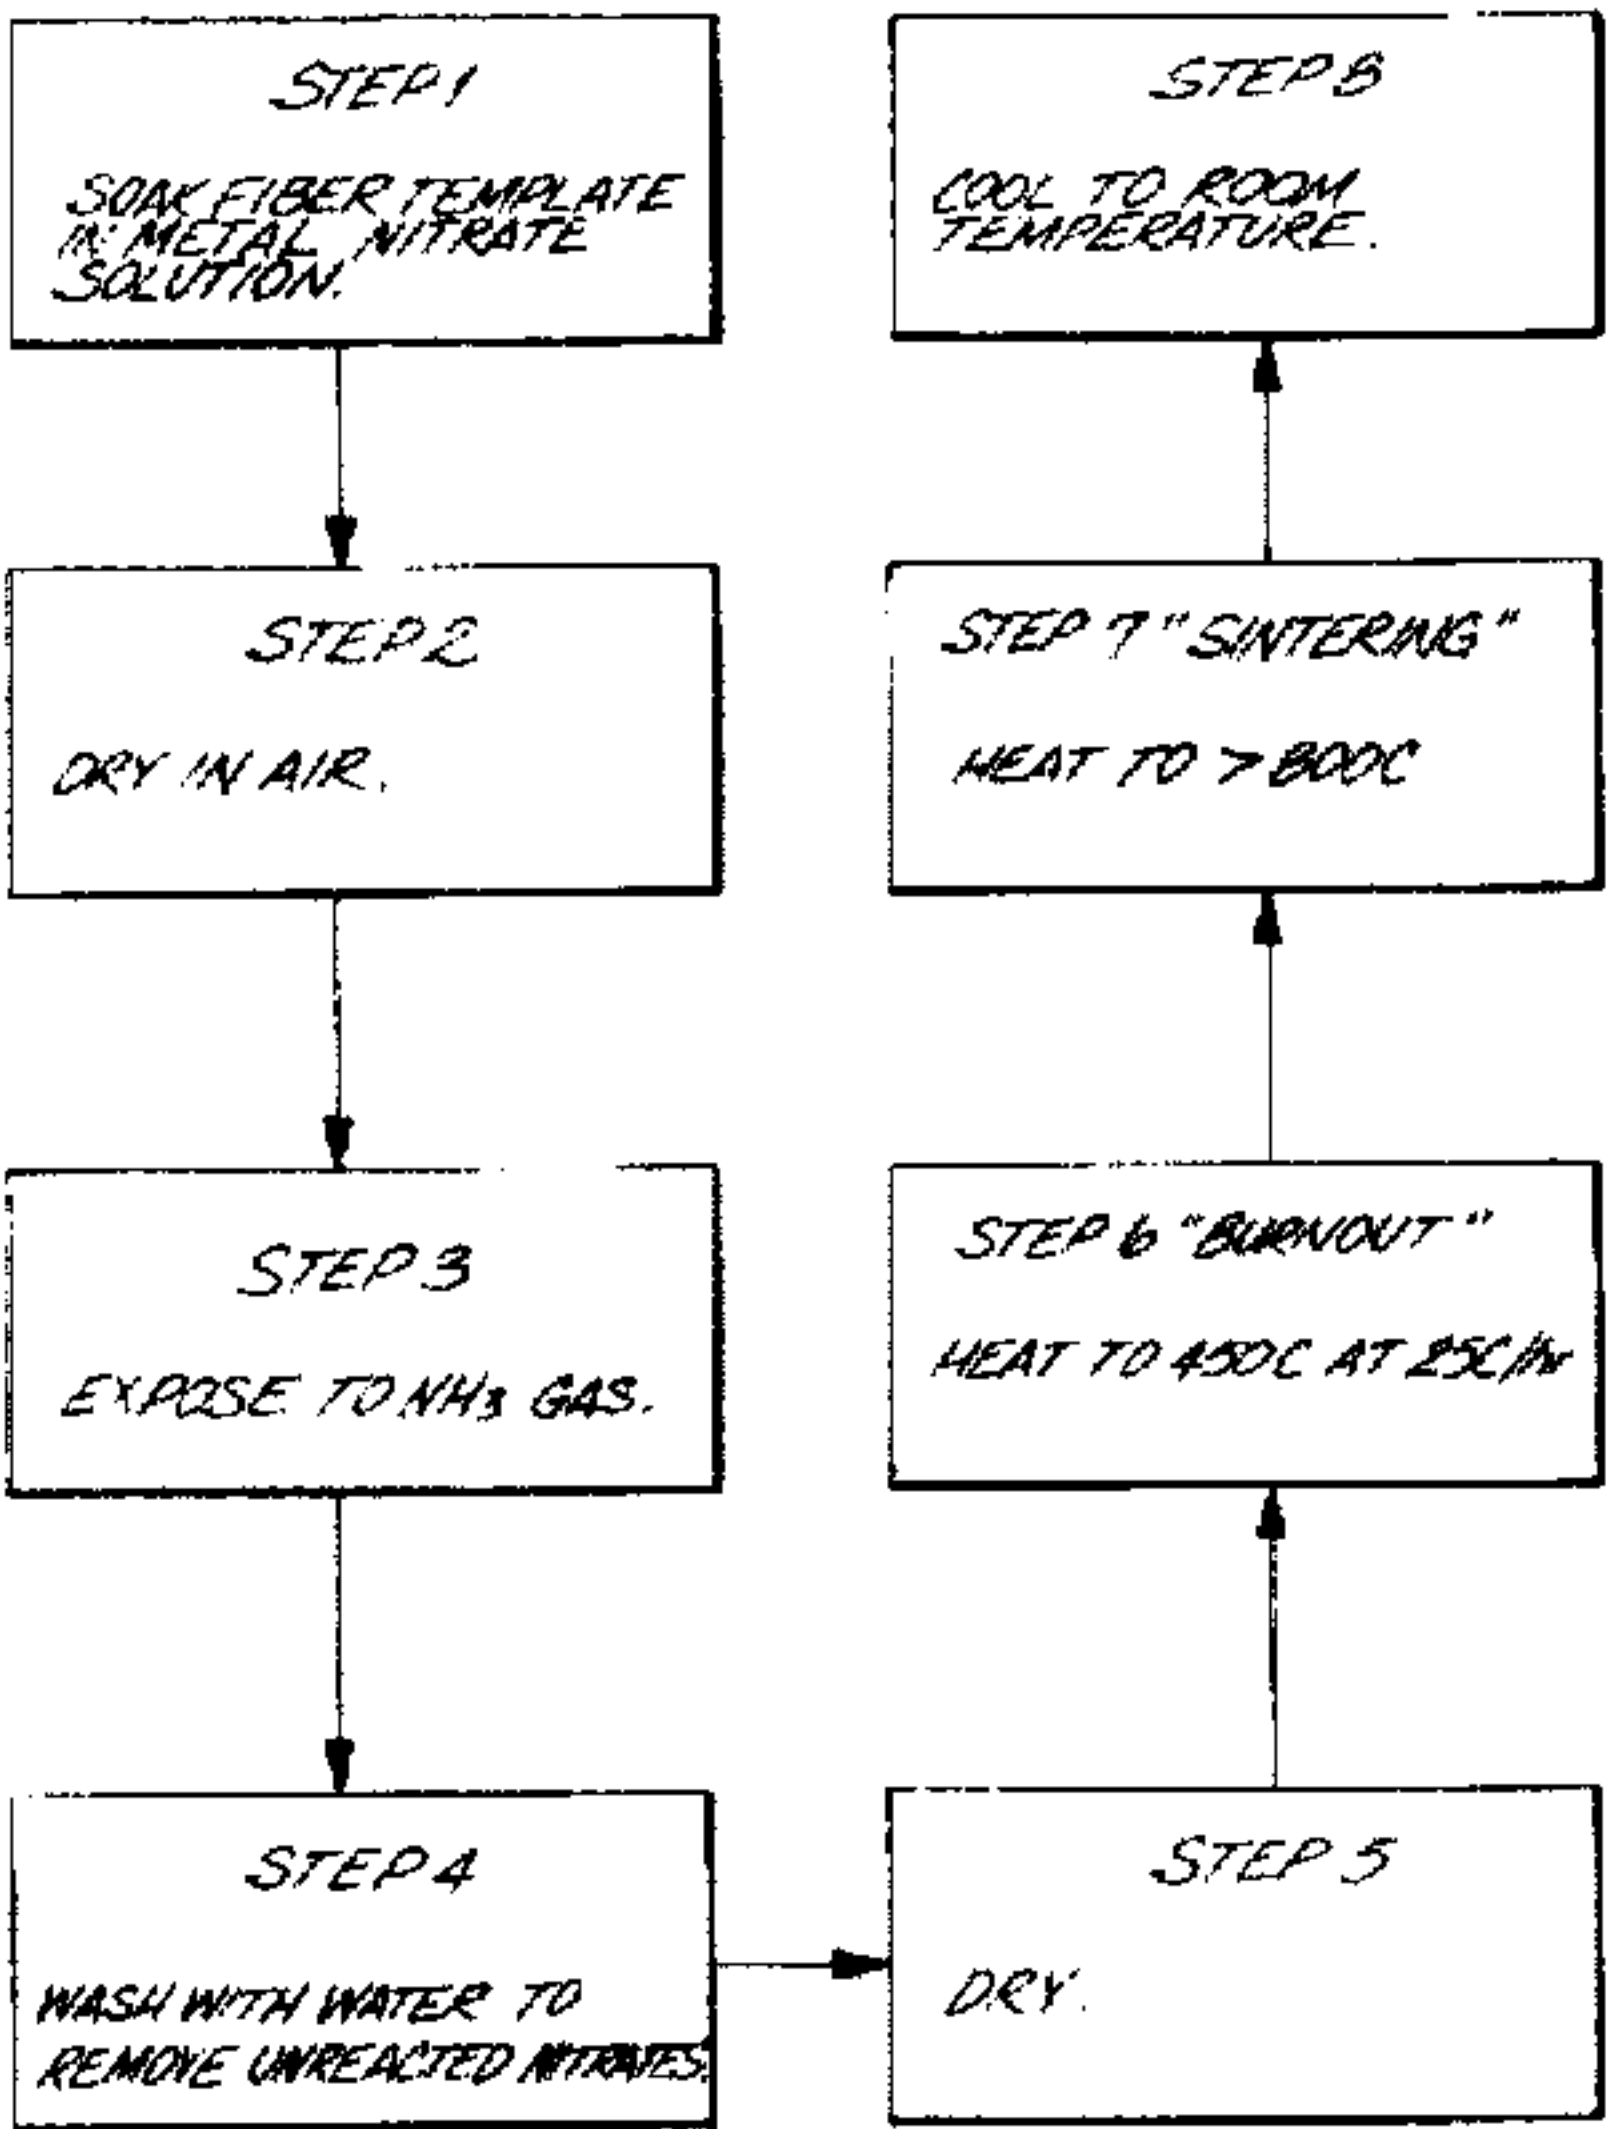 STEP 1
SOAK FIBER TEMPLATE
IN METAL NITRATE
SOLUTION.
STEP 2
DRY IN AIR.
STEP 3
EXPOSE TO NH3 GAS.
STEP 4
WASH WITH WATER TO
REMOVE UNREACTED NITRATES.
STEP 5
DRY.
STEP 6 "BURNOUT"
HEAT TO 450C AT 25C/hr
STEP 7 "SINTERING"
HEAT TO >800C
STEP 8
COOL TO ROOM
TEMPERATURE.